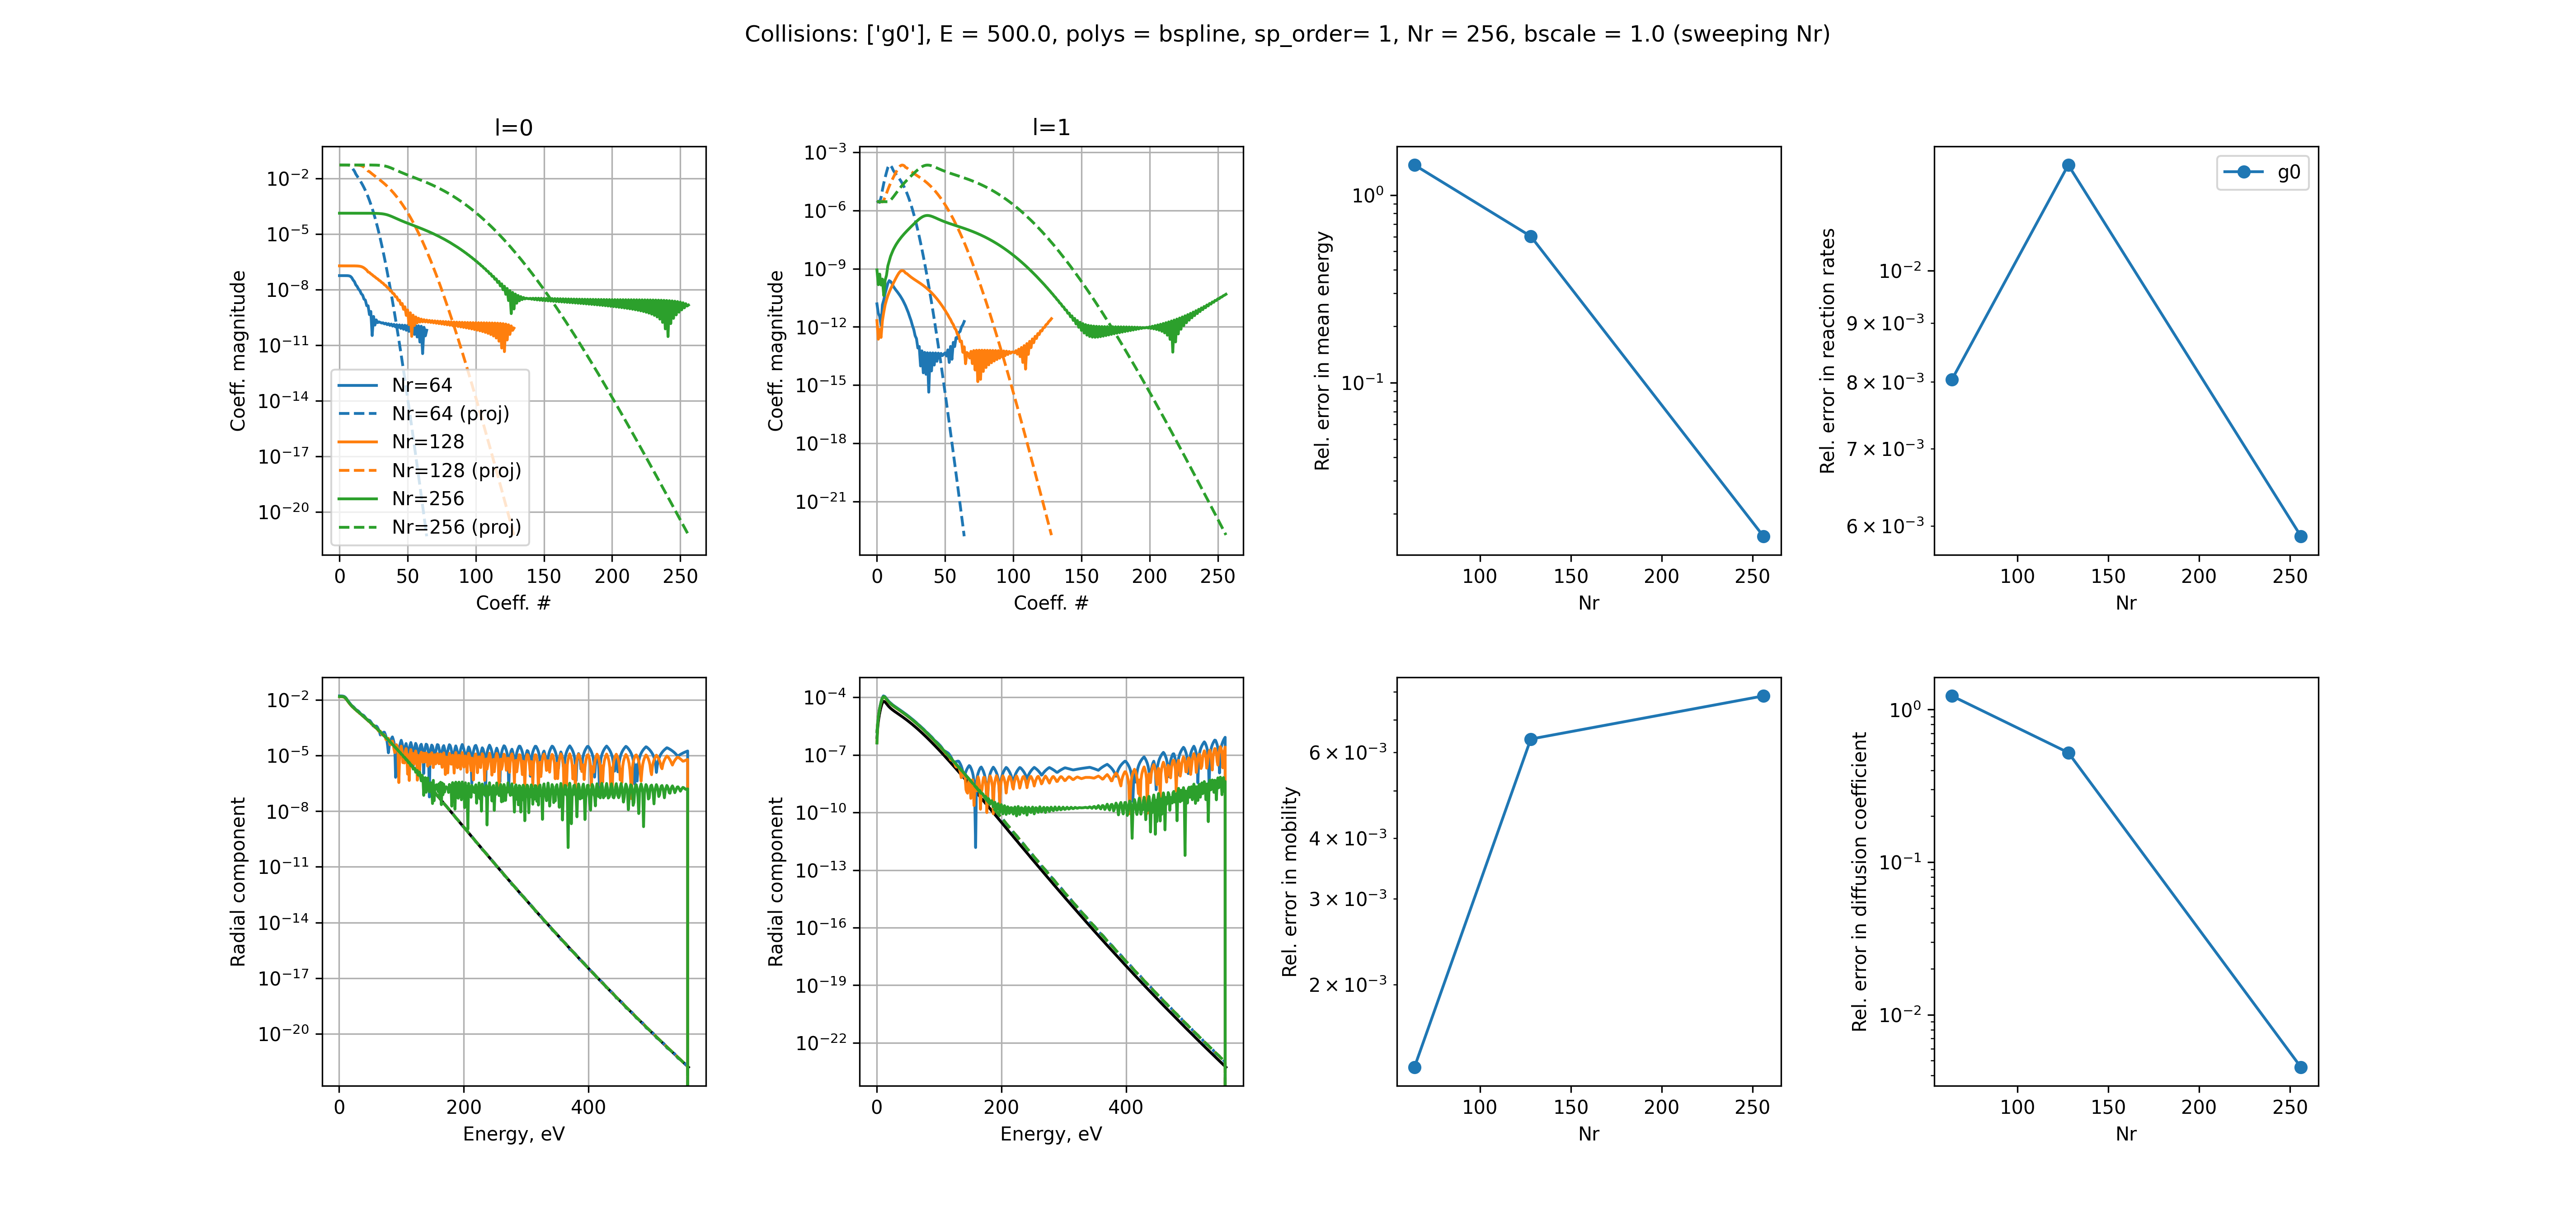 Collisions: ['g0'], E = 500.0, polys = bspline, sp_order= 1, Nr = 256, bscale = 1.0 (sweeping Nr)
l=0
10^-2
10^-5
10^-8
10^-11
10^-14
10^-17
10^-20
Coeff. magnitude
Nr=64
Nr=64 (proj)
Nr=128
Nr=128 (proj)
Nr=256
Nr=256 (proj)
0 50 100 150 200 250
Coeff. #
l=1
10^-3
10^-6
10^-9
10^-12
10^-15
10^-18
10^-21
Coeff. magnitude
0 50 100 150 200 250
Coeff. #
10^0
10^-1
Rel. error in mean energy
100 150 200 250
Nr
g0
10^-2
9 × 10^-3
8 × 10^-3
7 × 10^-3
6 × 10^-3
Rel. error in reaction rates
100 150 200 250
Nr
10^-2
10^-5
10^-8
10^-11
10^-14
10^-17
10^-20
Radial component
0 200 400
Energy, eV
10^-4
10^-7
10^-10
10^-13
10^-16
10^-19
10^-22
Radial component
0 200 400
Energy, eV
6 × 10^-3
4 × 10^-3
3 × 10^-3
2 × 10^-3
Rel. error in mobility
100 150 200 250
Nr
10^0
10^-1
10^-2
Rel. error in diffusion coefficient
100 150 200 250
Nr